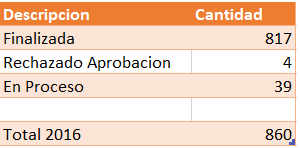 Descripcion Cantidad
Finalizada 817
Rechazado Aprobacion 4
En Proceso 39
Total 2016 860